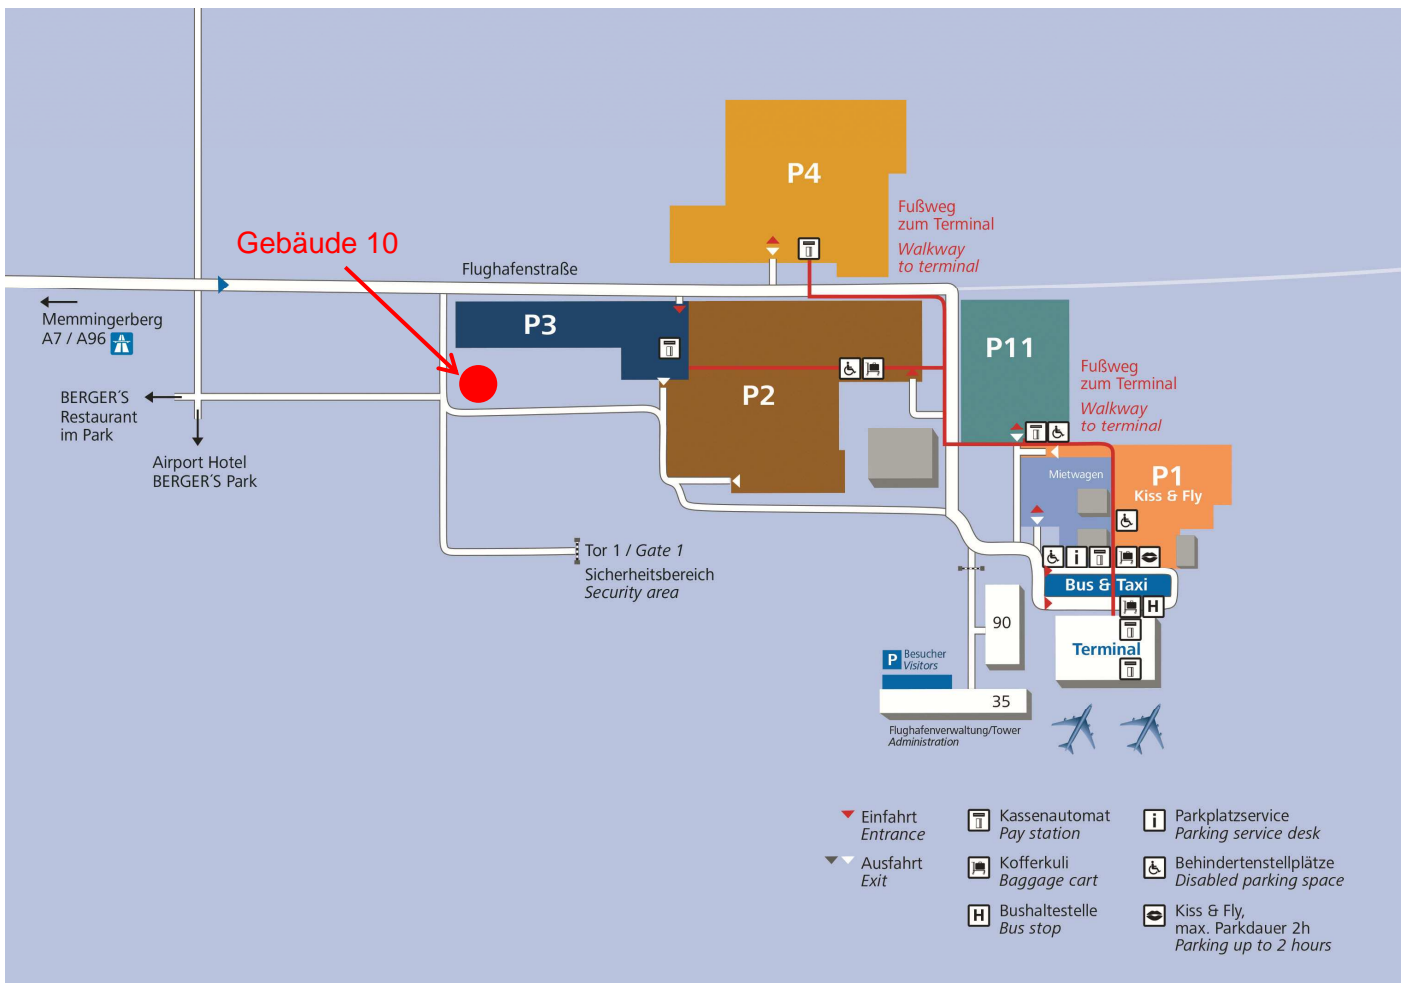 P4
Fußweg
zum Terminal
Walkway
to terminal
Gebäude 10
Flughafenstraße
Memmingerberg
A7 / A96
P3
P11
P2
Fußweg
zum Terminal
Walkway
to terminal
BERGER´S
Restaurant
im Park
Airport Hotel
BERGER´S Park
Mietwagen
P1
Kiss & Fly
Tor 1 / Gate 1
Sicherheitsbereich
Security area
i
Bus & Taxi
H
90
Terminal
P
Besucher
Visitors
35
Flughafenverwaltung/Tower
Administration
Einfahrt
Entrance
Ausfahrt
Exit
Kassenautomat
Pay station
Kofferkuli
Baggage cart
H
Bushaltestelle
Bus stop
i
Parkplatzservice
Parking service desk
Behindertenstellplätze
Disabled parking space
Kiss & Fly,
max. Parkdauer 2h
Parking up to 2 hours